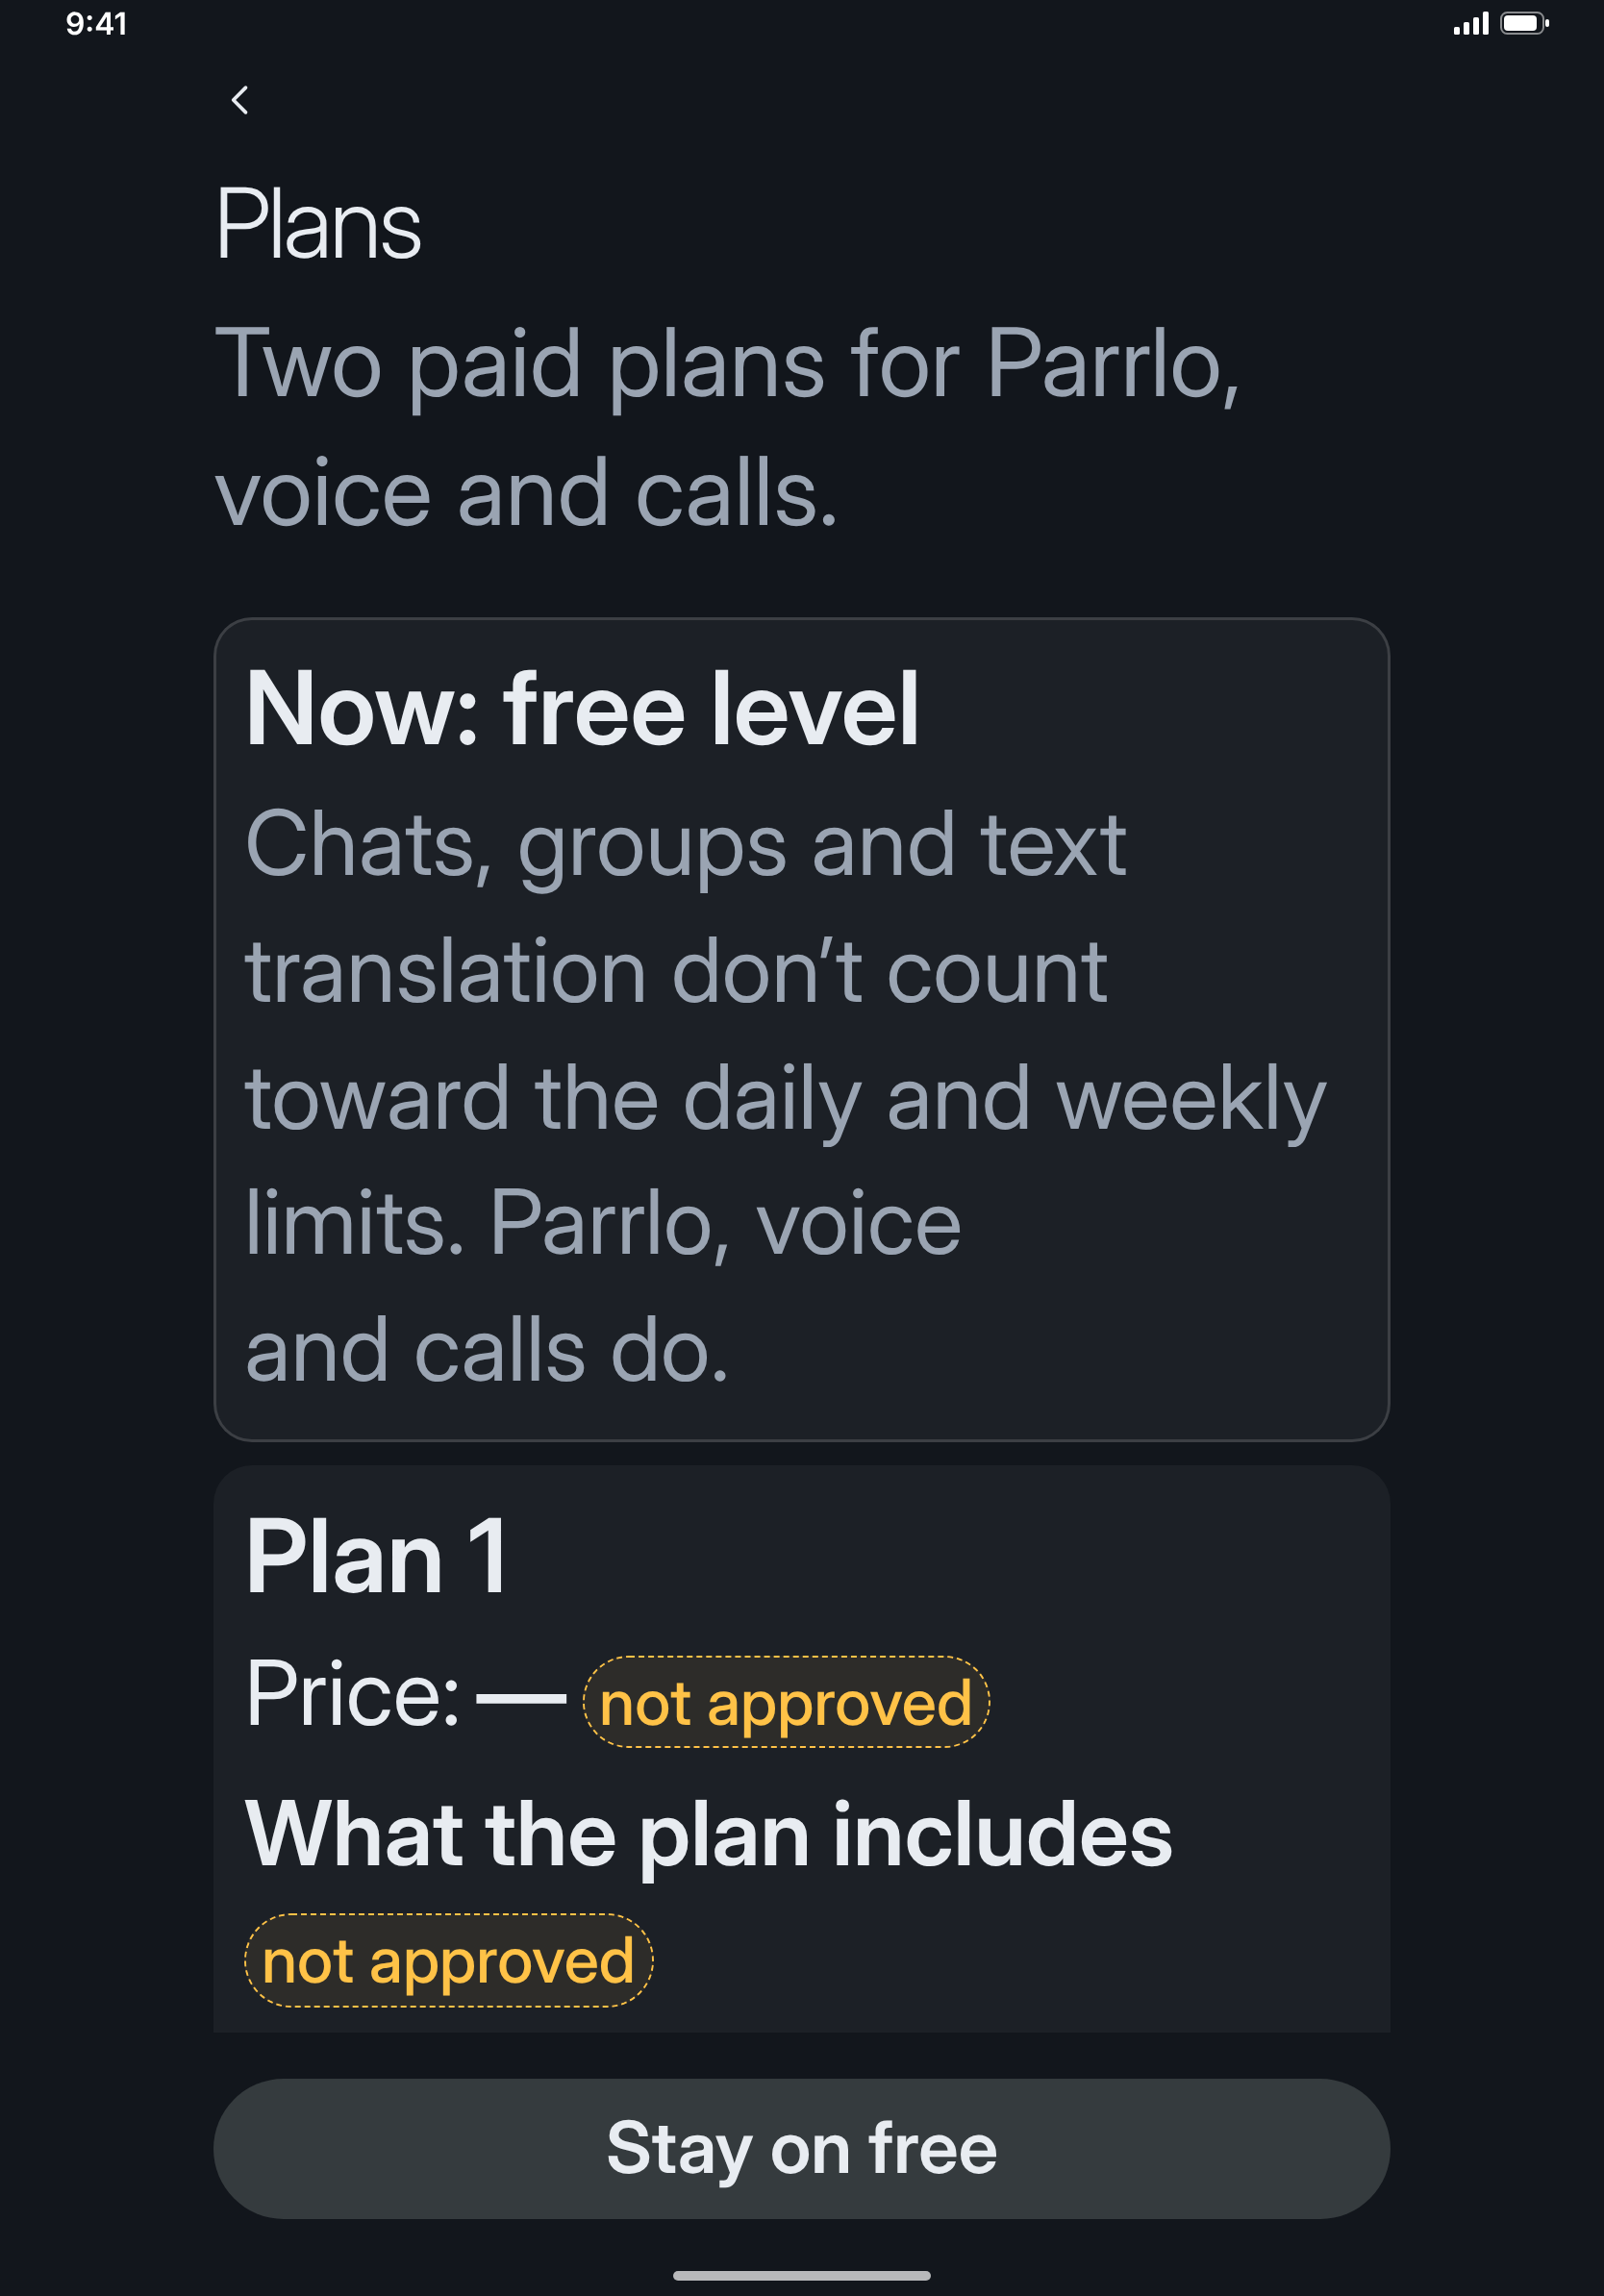 9:41
Plans
Two paid plans for Parrlo,
voice and calls.
Now: free level
Chats, groups and text
translation don’t count
toward the daily and weekly
limits. Parrlo, voice
and calls do.
Plan 1
Price: — not approved
What the plan includes
not approved
Stay on free